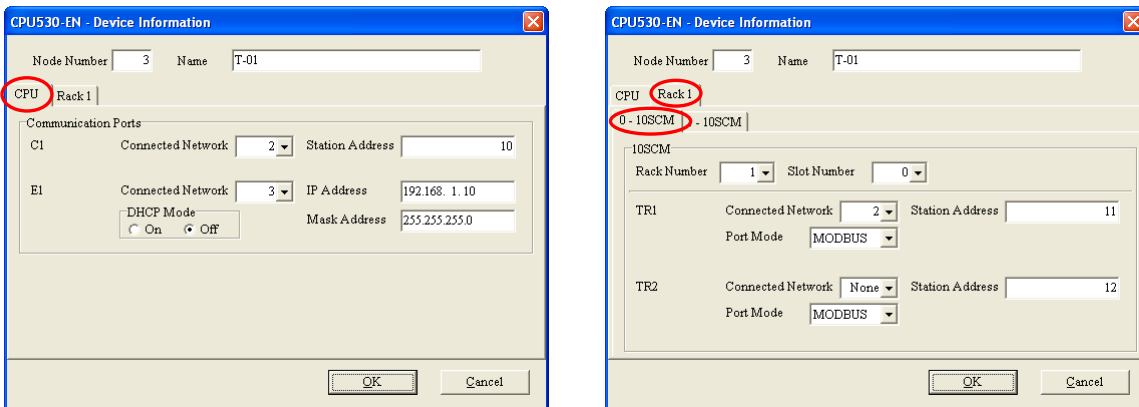 CPU530-EN - Device Information
Node Number 3 Name T-01
CPU Rack 1
Communication Ports
C1 Connected Network 2 Station Address 10
E1 Connected Network 3 IP Address 192.168. 1. 10
DHCP Mode
On Off
Mask Address 255.255.255.0
OK Cancel
CPU530-EN - Device Information
Node Number 3 Name T-01
CPU Rack 1
0 - 10SCM - 10SCM
10SCM
Rack Number 1 Slot Number 0
TR1 Connected Network 2 Station Address 11
Port Mode MODBUS
TR2 Connected Network None Station Address 12
Port Mode MODBUS
OK Cancel